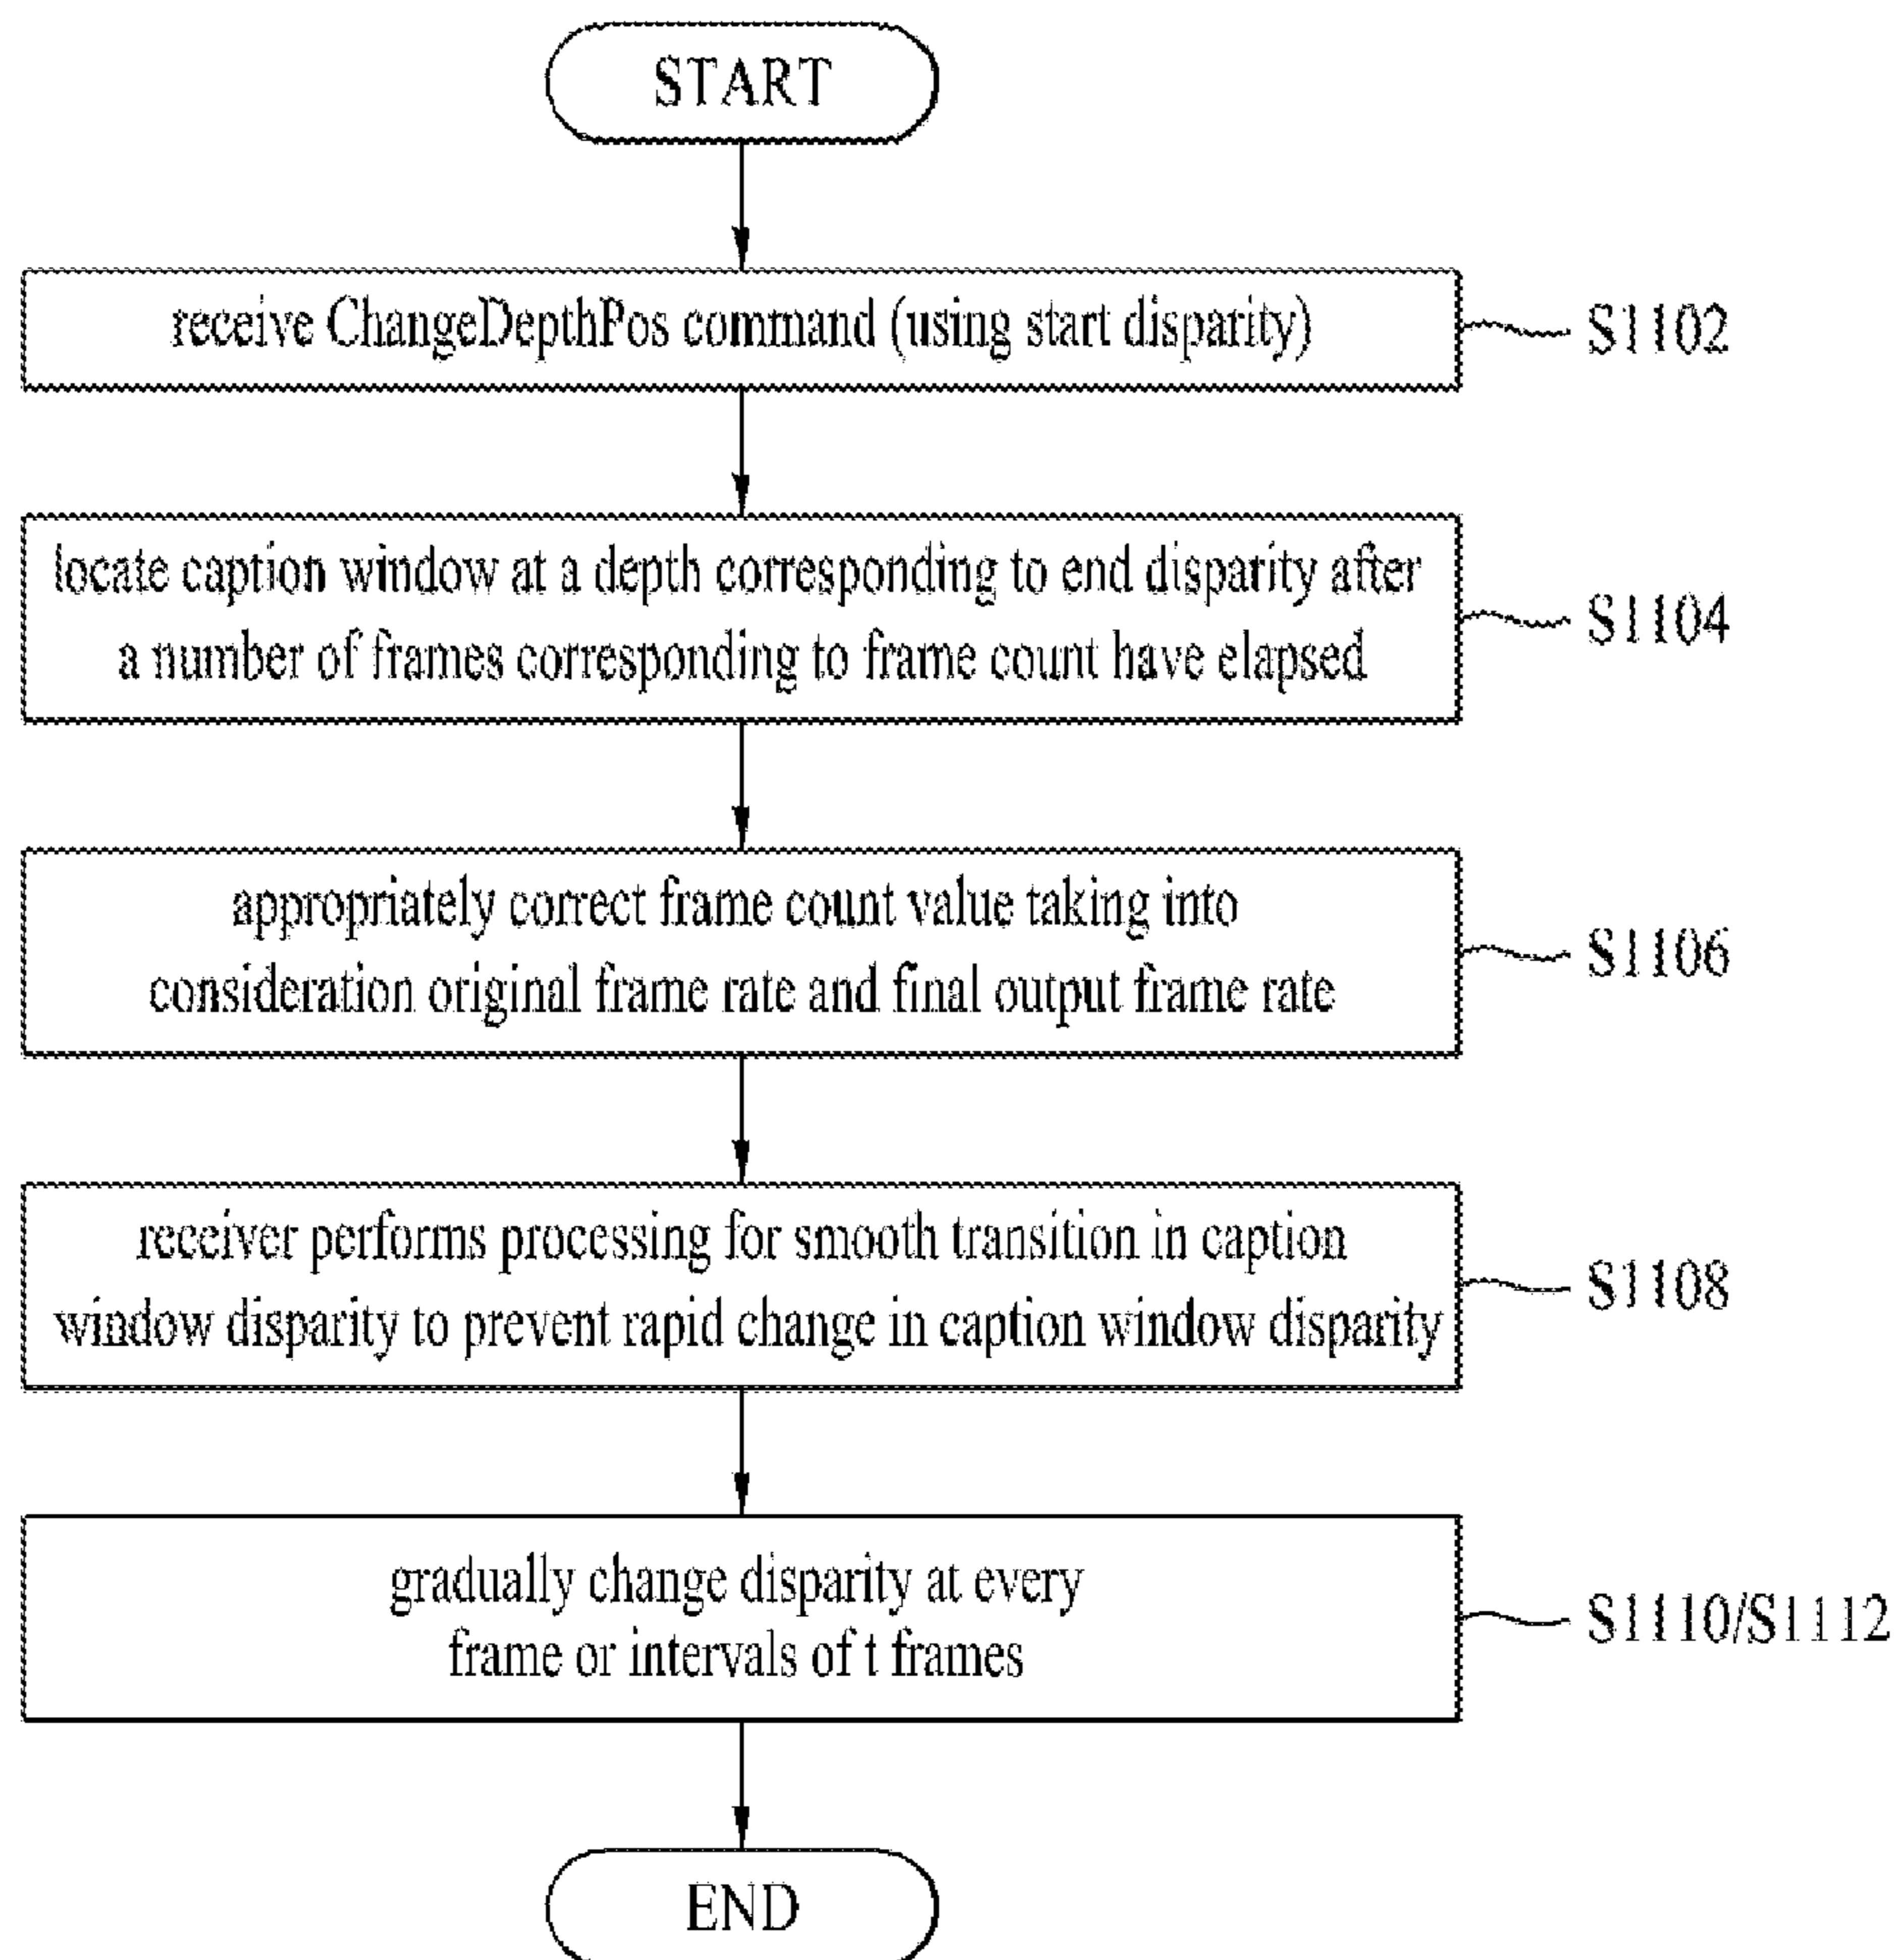 START
receive ChangeDepthPos command (using start disparity)
S1102
locate caption window at a depth corresponding to end disparity after
a number of frames corresponding to frame count have elapsed
S1104
appropriately correct frame count value taking into
consideration original frame rate and final output frame rate
S1106
receiver performs processing for smooth transition in caption
window disparity to prevent rapid change in caption window disparity
S1108
gradually change disparity at every
frame or intervals of t frames
S1110/S1112
END